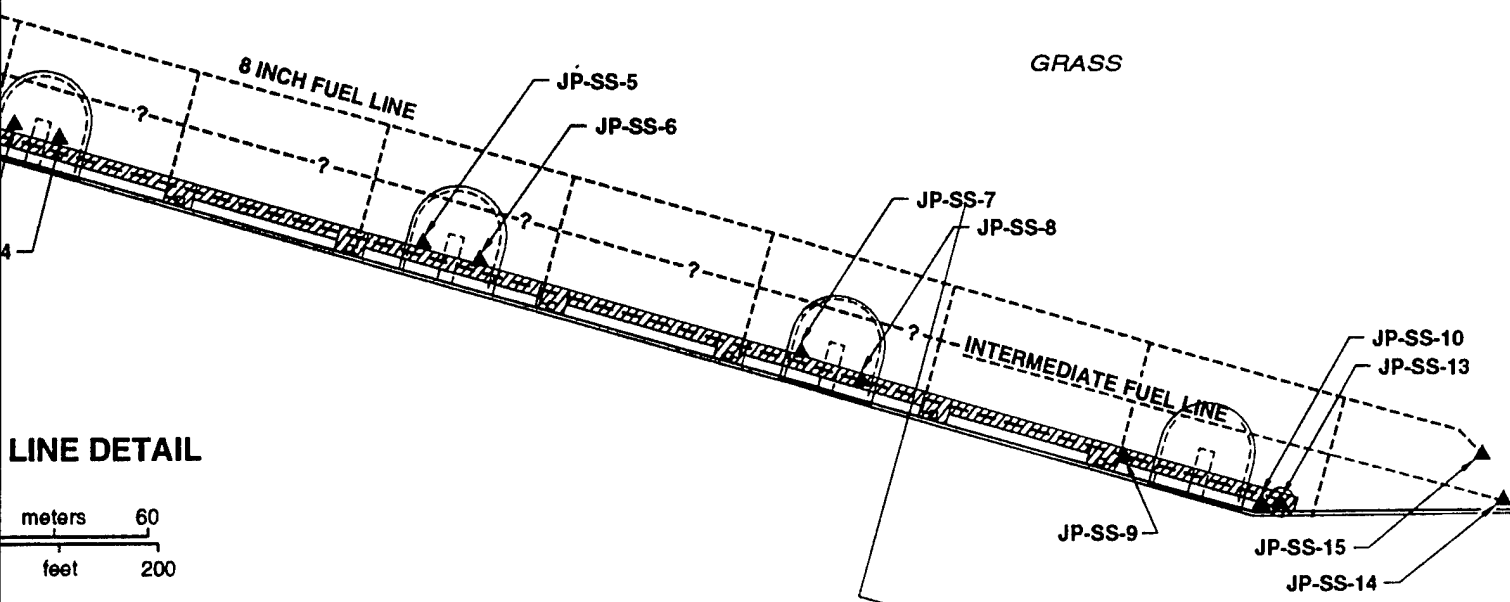 GRASS
8 INCH FUEL LINE
JP-SS-5
JP-SS-6
?
?
?
?
?
JP-SS-7
JP-SS-8
4
INTERMEDIATE FUEL LINE
JP-SS-10
JP-SS-13
LINE DETAIL
meters 60
feet 200
JP-SS-9
JP-SS-15
JP-SS-14